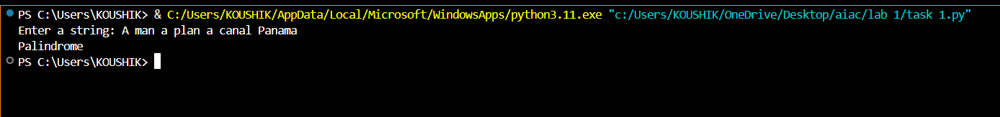 PS C:\Users\KOUSHIK> & C:/Users/KOUSHIK/AppData/Local/Microsoft/WindowsApps/python3.11.exe "c:/Users/KOUSHIK/OneDrive/Desktop/aiac/lab 1/task 1.py"
Enter a string: A man a plan a canal Panama
Palindrome
PS C:\Users\KOUSHIK>